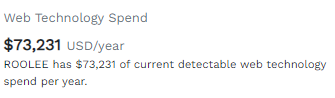 Web Technology Spend
$73,231 USD/year
ROOLEE has $73,231 of current detectable web technology
spend per year.